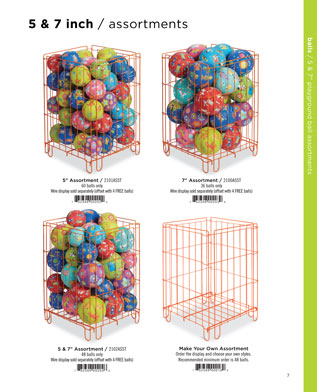 5 & 7 inch / assortments
balls / 5 & 7" playground ball assortments
5" Assortment / 2101ASST
60 balls only
Wire display sold separately (offset with 4 FREE balls)
7" Assortment / 2100ASST
36 balls only
Wire display sold separately (offset with 4 FREE balls)
5 & 7" Assortment / 2102ASST
48 balls only
Wire display sold separately (offset with 4 FREE balls)
Make Your Own Assortment
Order the display and choose your own styles.
Recommended minimum order is 48 balls.
7